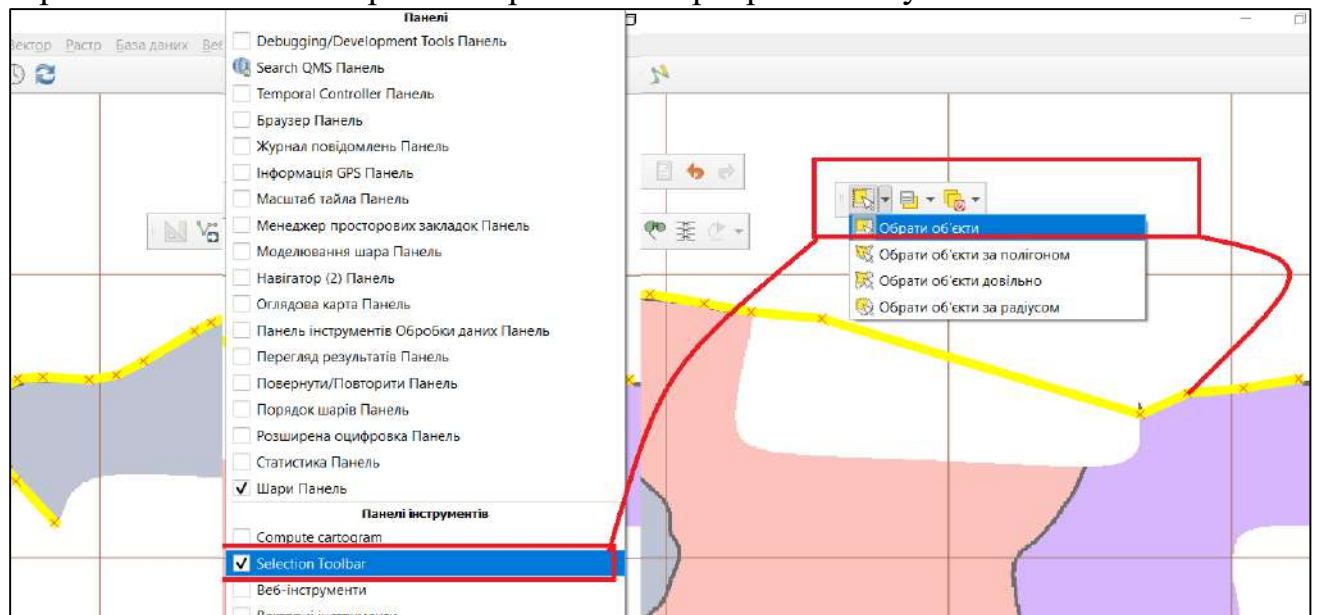 Панелі
Вектор Растр База даних Веб
Debugging/Development Tools Панель
Search QMS Панель
Temporal Controller Панель
Браузер Панель
Журнал повідомлень Панель
Інформація GPS Панель
Масштаб тайла Панель
Менеджер просторових закладок Панель
Моделювання шара Панель
Навігатор (2) Панель
Оглядова карта Панель
Панель інструментів Обробки даних Панель
Перегляд результатів Панель
Повернути/Повторити Панель
Порядок шарів Панель
Розширена оцифровка Панель
Статистика Панель
Шари Панель
Панелі інструментів
Compute cartogram
Selection Toolbar
Веб-інструменти
Обрати об'єкти
Обрати об'єкти за полігоном
Обрати об'єкти довільно
Обрати об'єкти за радіусом